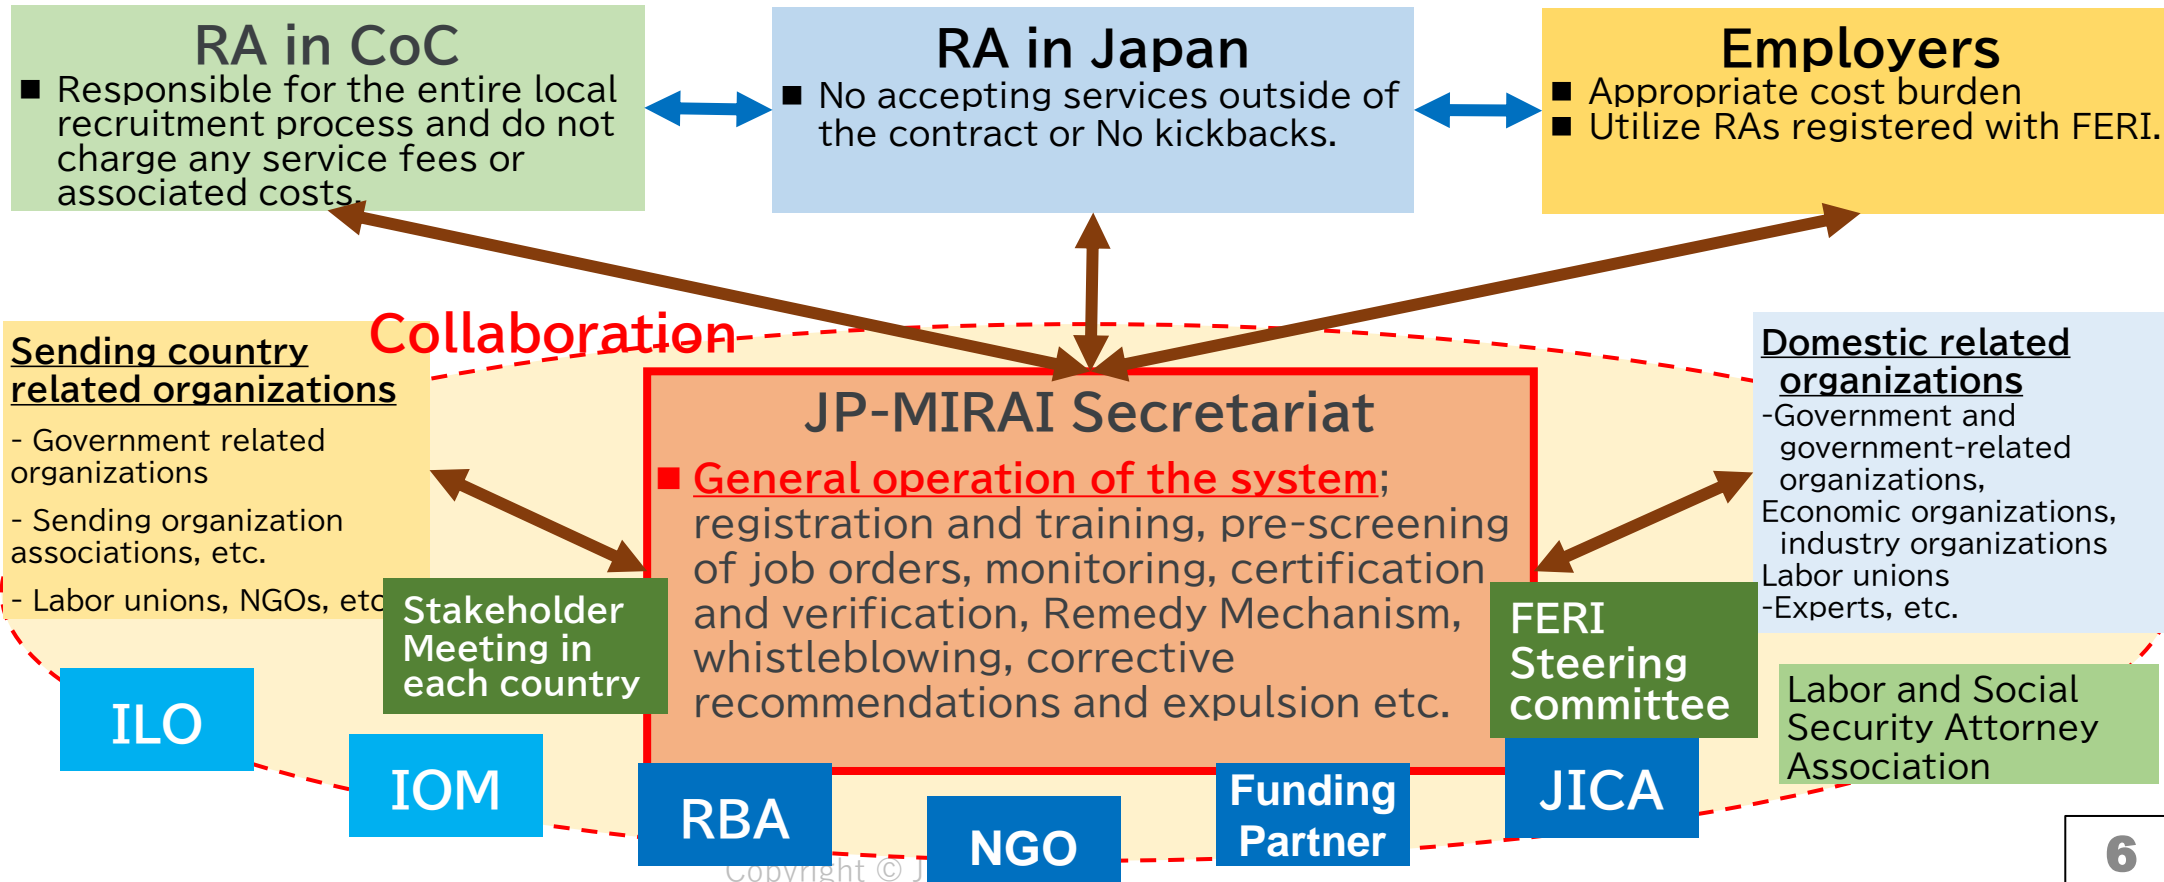 RA in CoC
■ Responsible for the entire local
recruitment process and do not
charge any service fees or
associated costs.
RA in Japan
■ No accepting services outside of
the contract or No kickbacks.
Employers
■ Appropriate cost burden
■ Utilize RAs registered with FERI.
Collaboration
Sending country
related organizations
- Government related
organizations
- Sending organization
associations, etc.
- Labor unions, NGOs, etc
JP-MIRAI Secretariat
■ General operation of the system;
registration and training, pre-screening
of job orders, monitoring, certification
and verification, Remedy Mechanism,
whistleblowing, corrective
recommendations and expulsion etc.
Domestic related
organizations
-Government and
government-related
organizations,
Economic organizations,
industry organizations
Labor unions
-Experts, etc.
Stakeholder
Meeting in
each country
FERI
Steering
committee
Labor and Social
Security Attorney
Association
ILO
IOM
RBA
NGO
Funding
Partner
JICA
Copyright © J
6